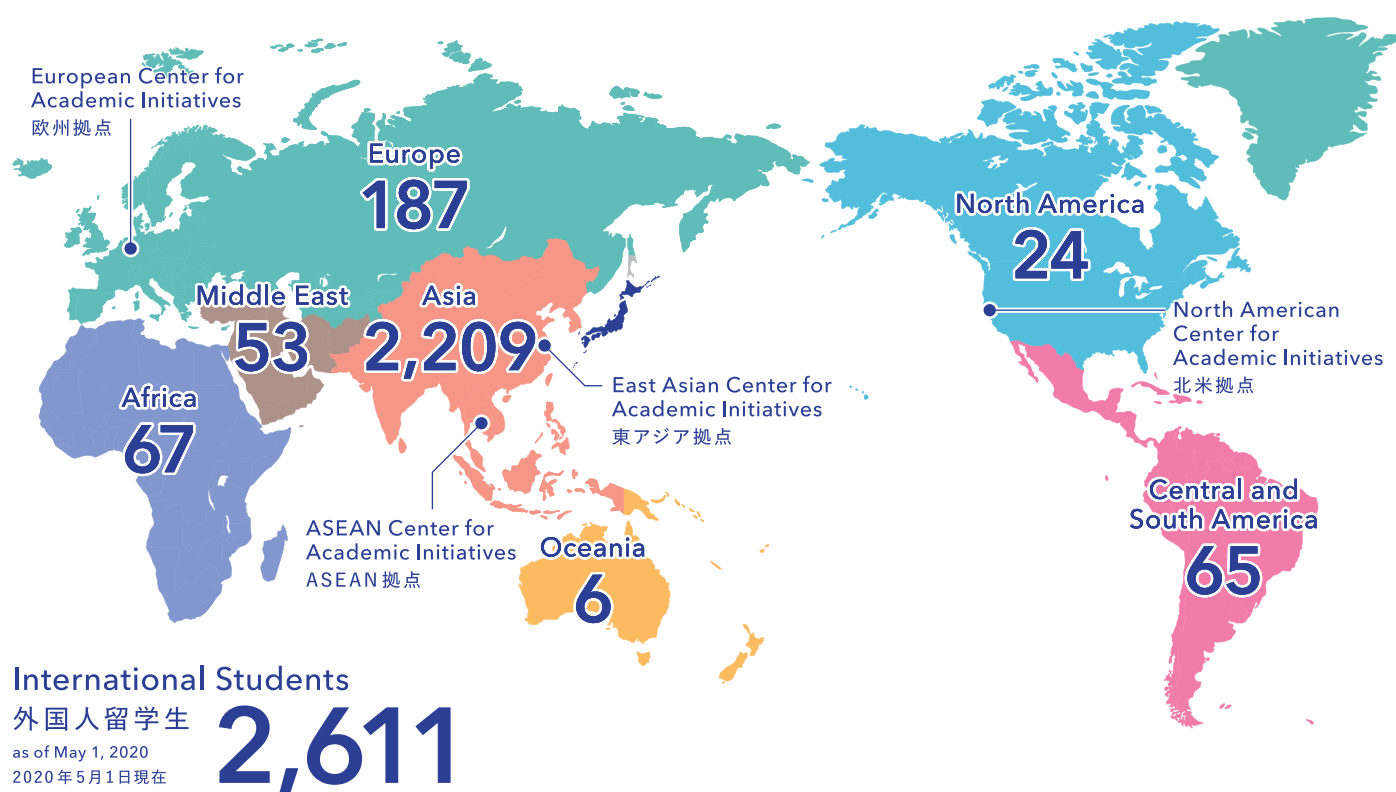 European Center for
Academic Initiatives
欧州拠点
Europe
187
North America
24
Middle East
53
Asia
2,209
North American
Center for
Academic Initiatives
北米拠点
Africa
67
East Asian Center for
Academic Initiatives
東アジア拠点
Central and
South America
65
ASEAN Center for
Academic Initiatives
ASEAN拠点
Oceania
6
International Students
外国人留学生
as of May 1, 2020
2020年5月1日現在
2,611